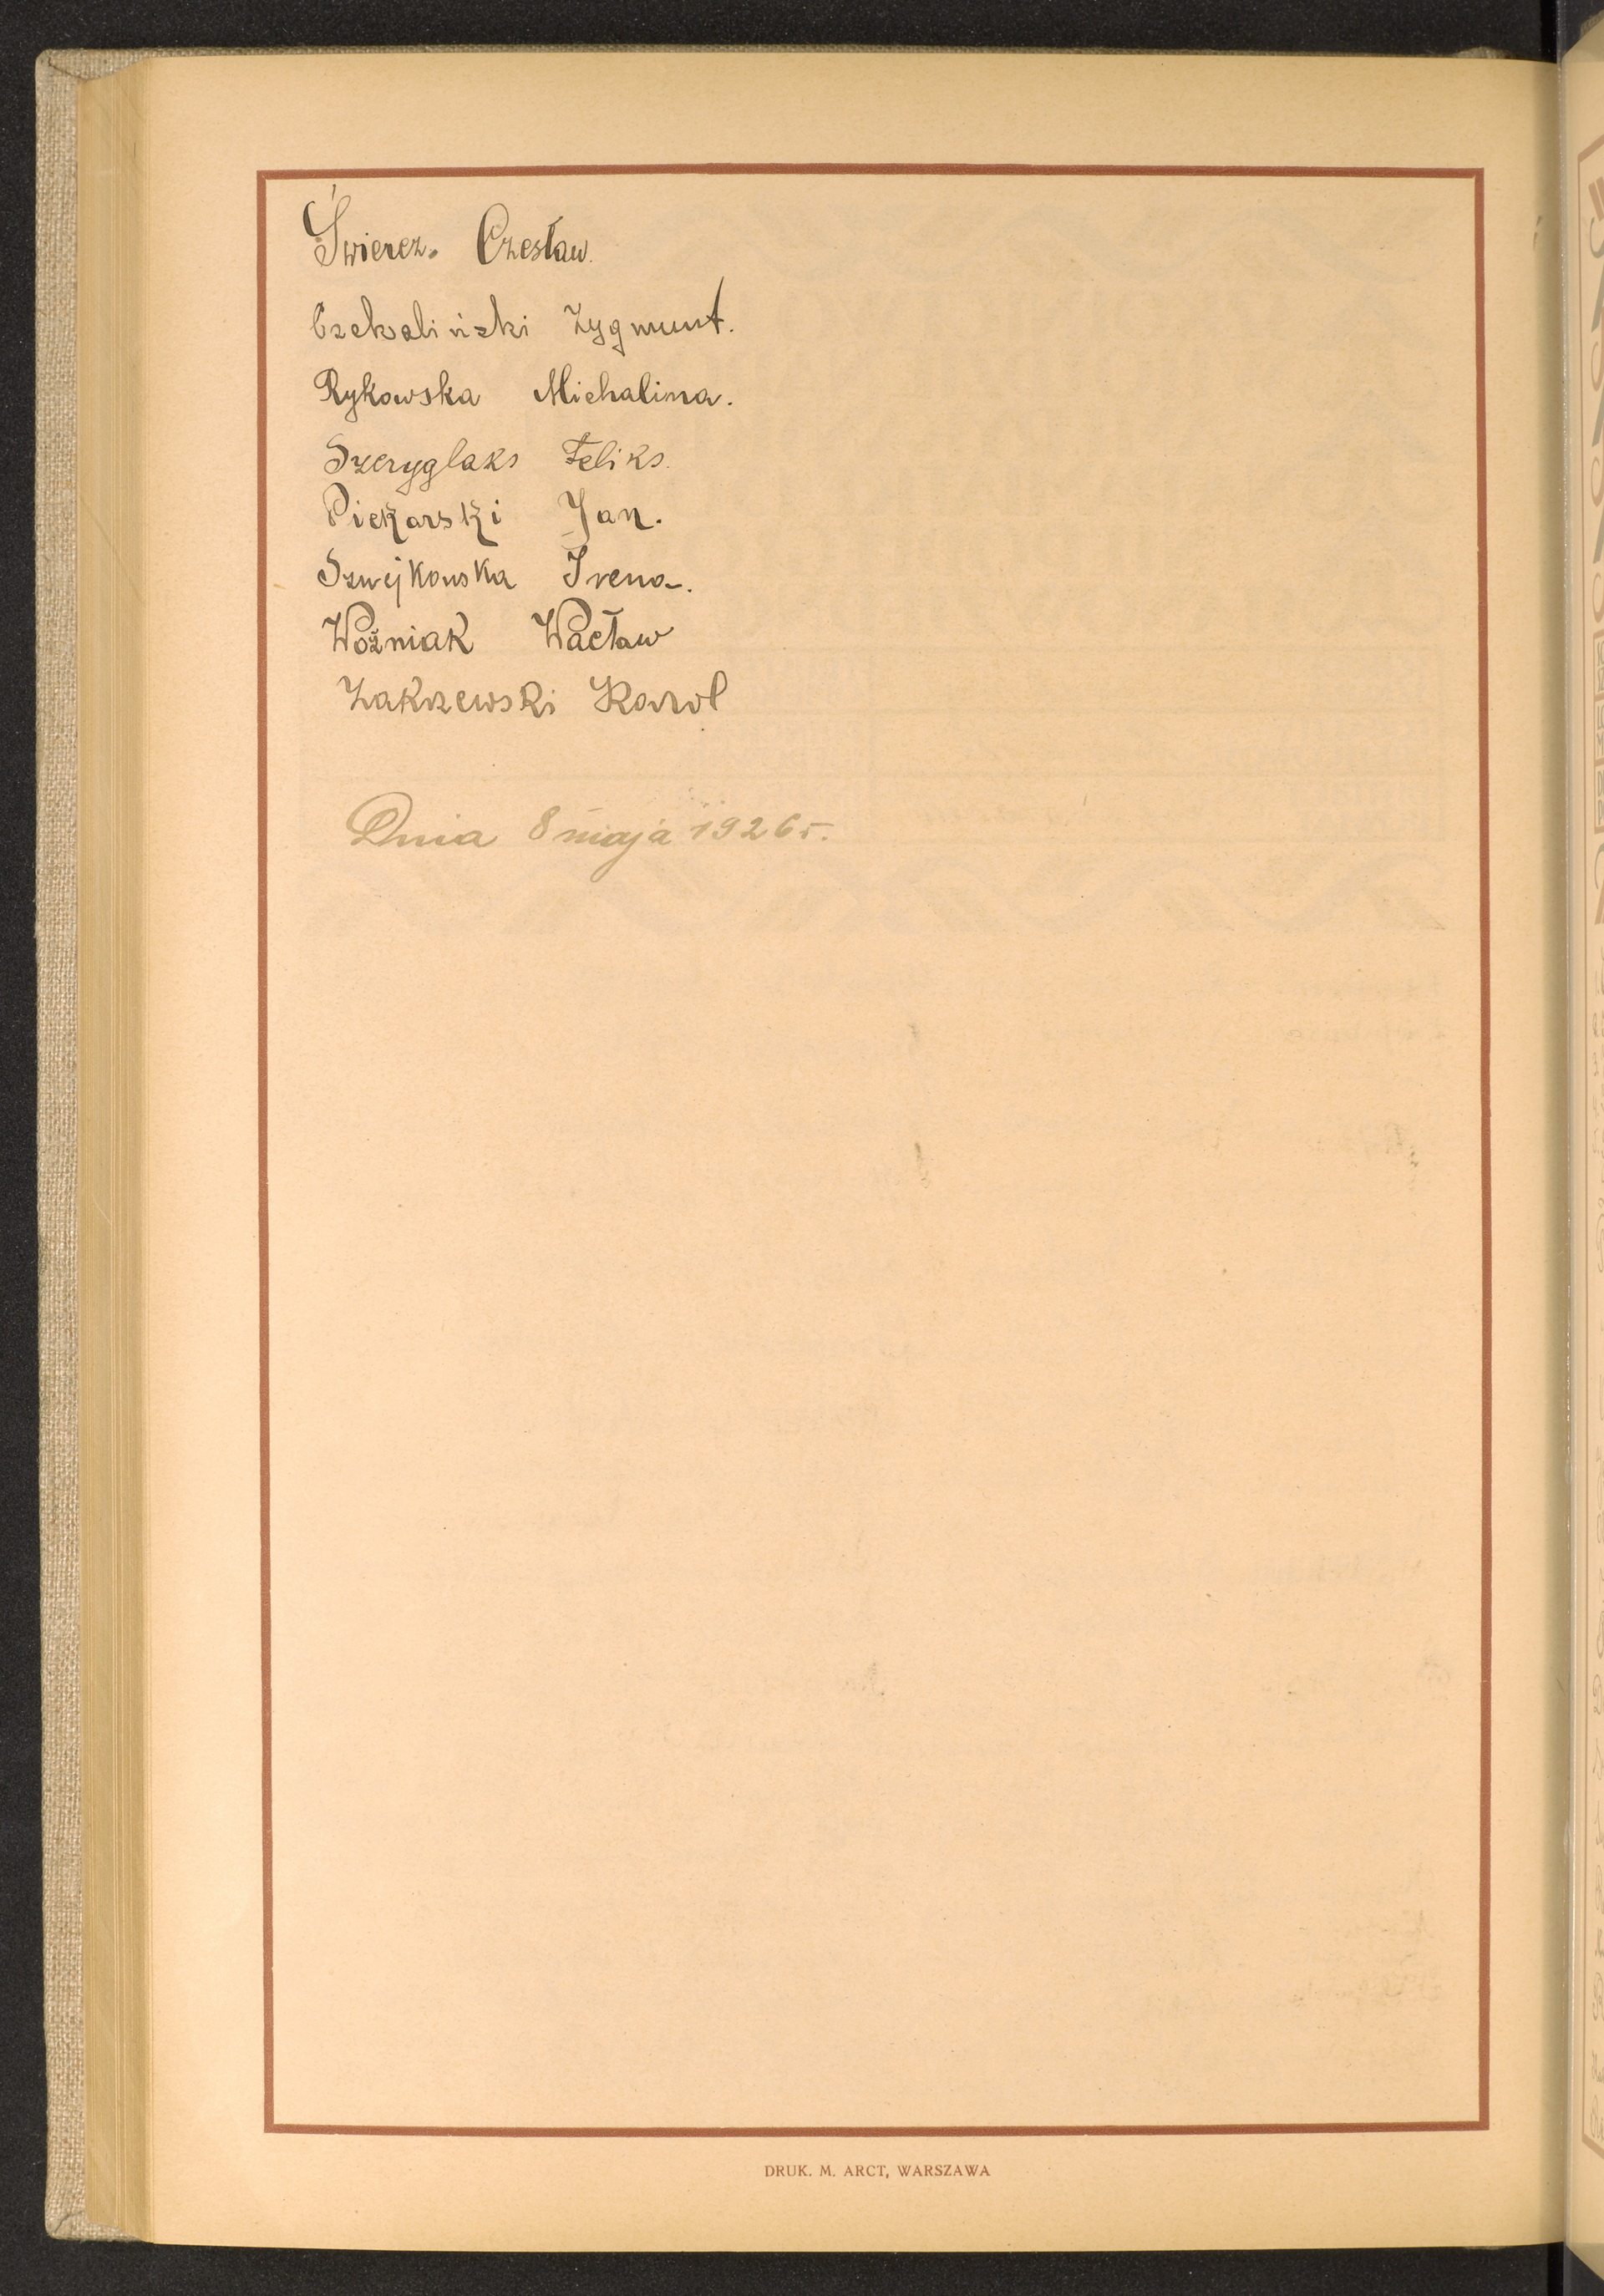 Świercz. Czesław.
Czekaliński Zygmunt.
Rykowska Michalina.
Szeryglaks Feliks.
Piekarski Jan.
Szwejkowska Irena.
Woźniak Wacław
Zakrzewski Karol
Dnia 8 maja 1926 r.
DRUK. M. ARCT, WARSZAWA